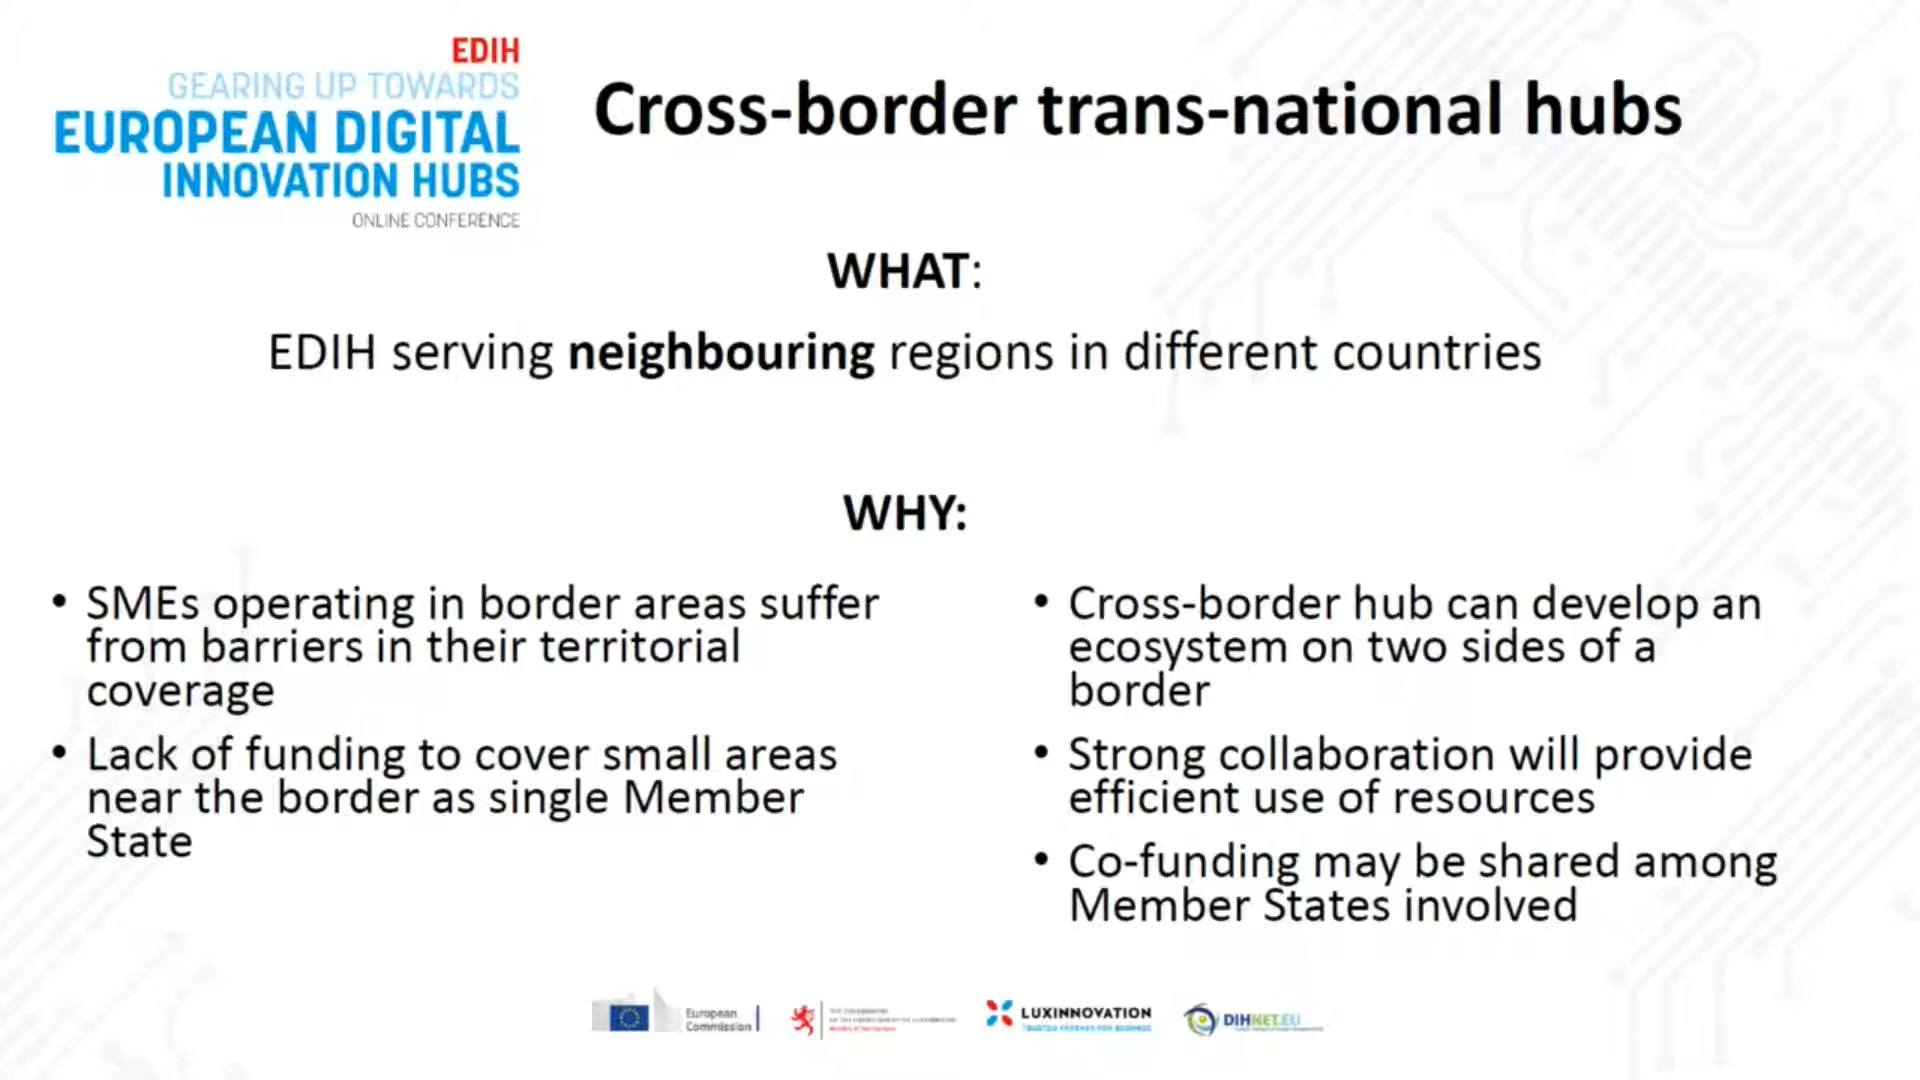 EDIH
GEARING UP TOWARDS
EUROPEAN DIGITAL
INNOVATION HUBS
ONLINE CONFERENCE
Cross-border trans-national hubs
WHAT:
EDIH serving neighbouring regions in different countries
WHY:
• SMEs operating in border areas suffer
from barriers in their territorial
coverage
• Lack of funding to cover small areas
near the border as single Member
State
• Cross-border hub can develop an
ecosystem on two sides of a
border
• Strong collaboration will provide
efficient use of resources
• Co-funding may be shared among
Member States involved
European
Commission
LUXINNOVATION
TRUSTED PARTNER FOR BUSINESS
DIHNET.EU